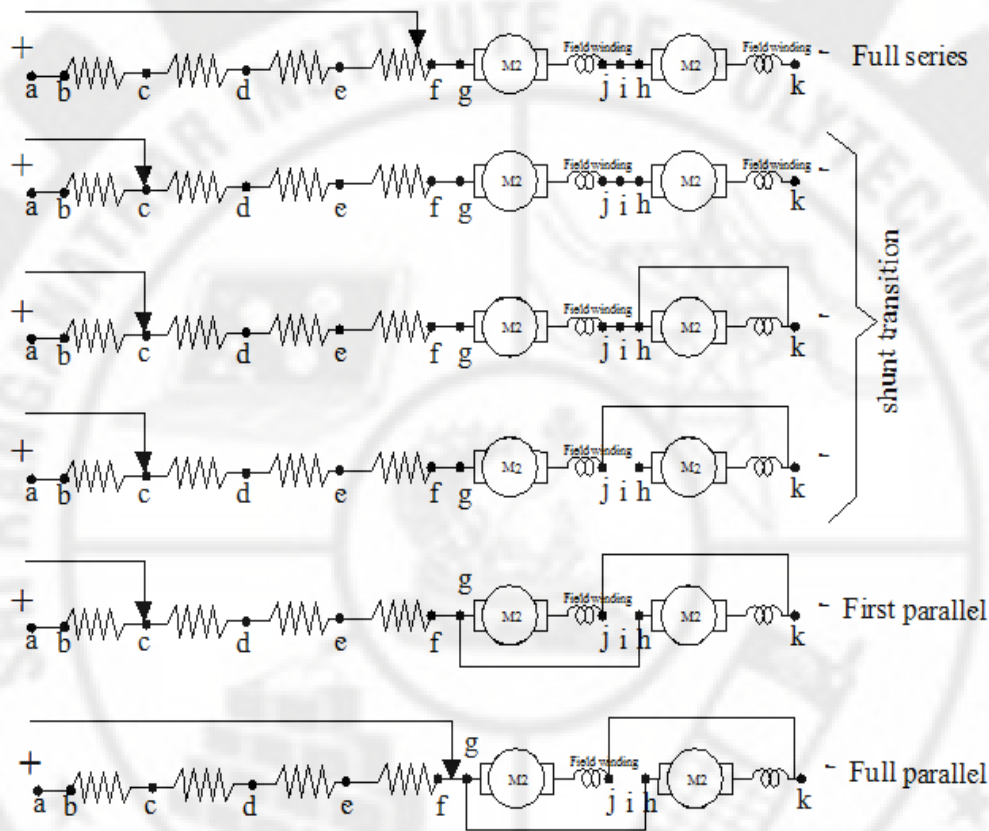 Field winding Field winding
+ M2 M2 - Full series
a b c d e f g j i h k
Field winding Field winding
+ M2 M2 -
a b c d e f g j i h k
Field winding
+ M2 M2 -
a b c d e f g j i h k
shunt transition
Field winding
+ M2 M2 -
a b c d e f g j i h k
g Field winding
+ M2 M2 - First parallel
a b c d e f j i h k
g Field winding
+ M2 M2 - Full parallel
a b c d e f j i h k